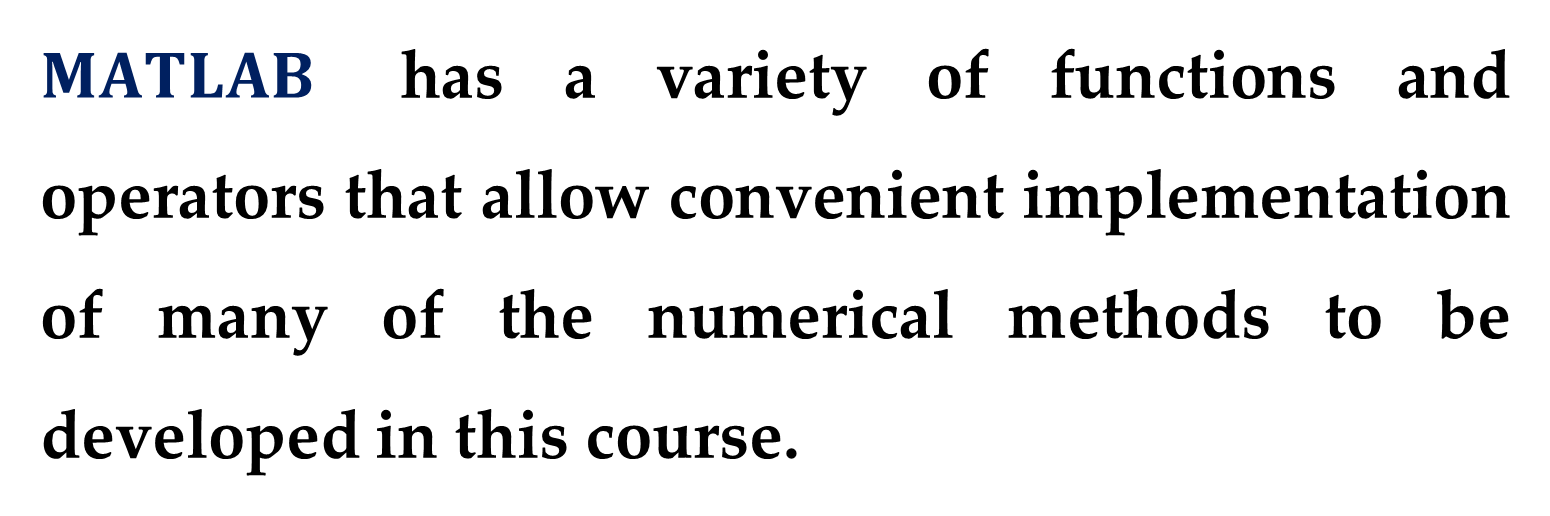 MATLAB has a variety of functions and
operators that allow convenient implementation
of many of the numerical methods to be
developed in this course.